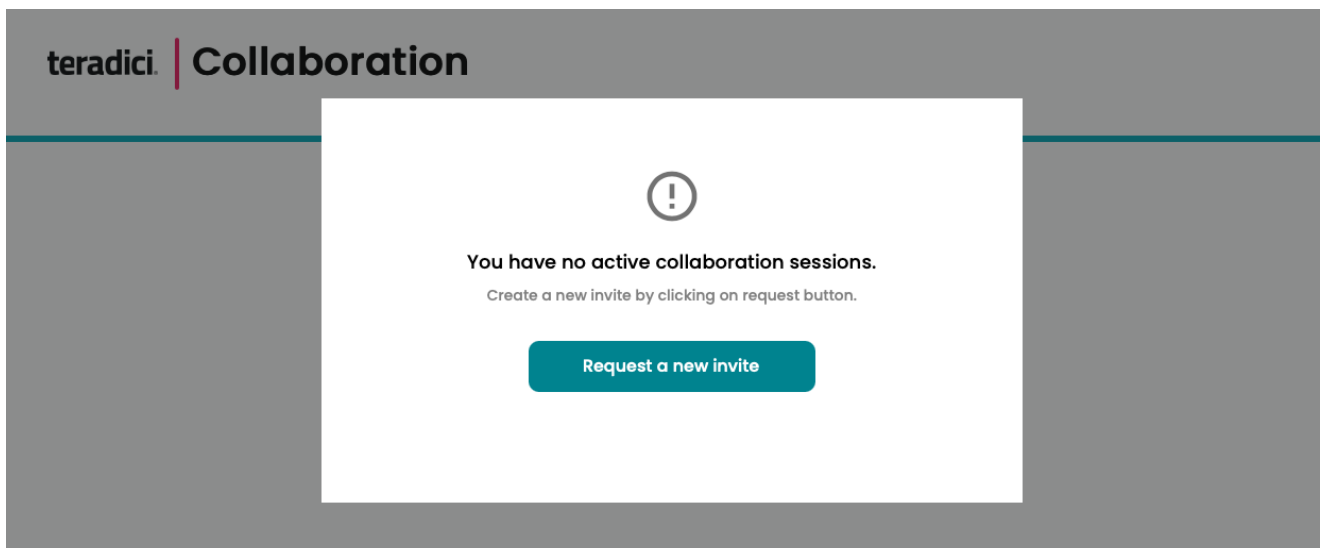 teradici. | Collaboration
You have no active collaboration sessions.
Create a new invite by clicking on request button.
Request a new invite